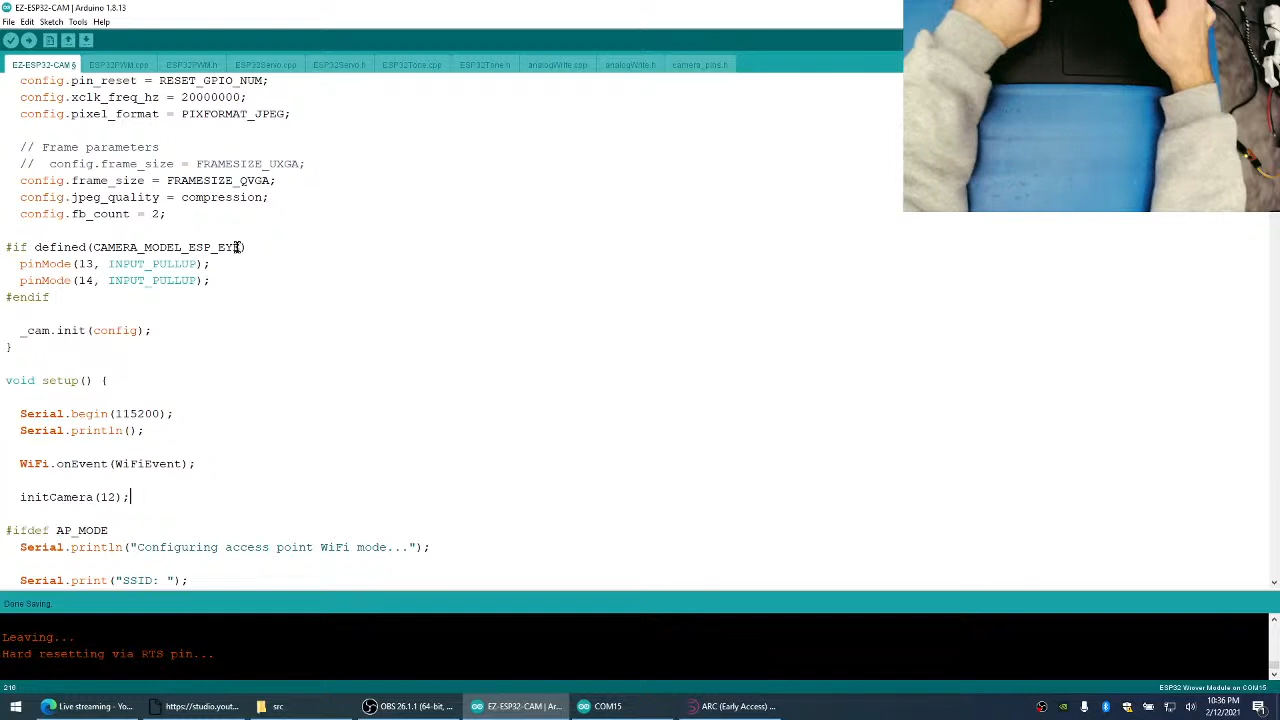 EZ-ESP32-CAM | Arduino 1.8.13
File Edit Sketch Tools Help
EZ-ESP32-CAM § ESP32PWM.cpp ESP32PWM.h ESP32Servo.cpp ESP32Servo.h ESP32Tone.cpp ESP32Tone.h analogWrite.cpp analogWrite.h camera_pins.h
config.pin_reset = RESET_GPIO_NUM;
config.xclk_freq_hz = 20000000;
config.pixel_format = PIXFORMAT_JPEG;
// Frame parameters
// config.frame_size = FRAMESIZE_UXGA;
config.frame_size = FRAMESIZE_QVGA;
config.jpeg_quality = compression;
config.fb_count = 2;
#if defined(CAMERA_MODEL_ESP_EYE)
pinMode(13, INPUT_PULLUP);
pinMode(14, INPUT_PULLUP);
#endif
_cam.init(config);
}
void setup() {
Serial.begin(115200);
Serial.println();
WiFi.onEvent(WiFiEvent);
initCamera(12);
#ifdef AP_MODE
Serial.println("Configuring access point WiFi mode...");
Serial.print("SSID: ");
Done Saving.
Leaving...
Hard resetting via RTS pin...
216 ESP32 Wrover Module on COM15
Live streaming - Yo... https://studio.yout... src OBS 26.1.1 (64-bit, ... EZ-ESP32-CAM | Ar... COM15 ARC (Early Access) ... 10:36 PM
2/12/2021